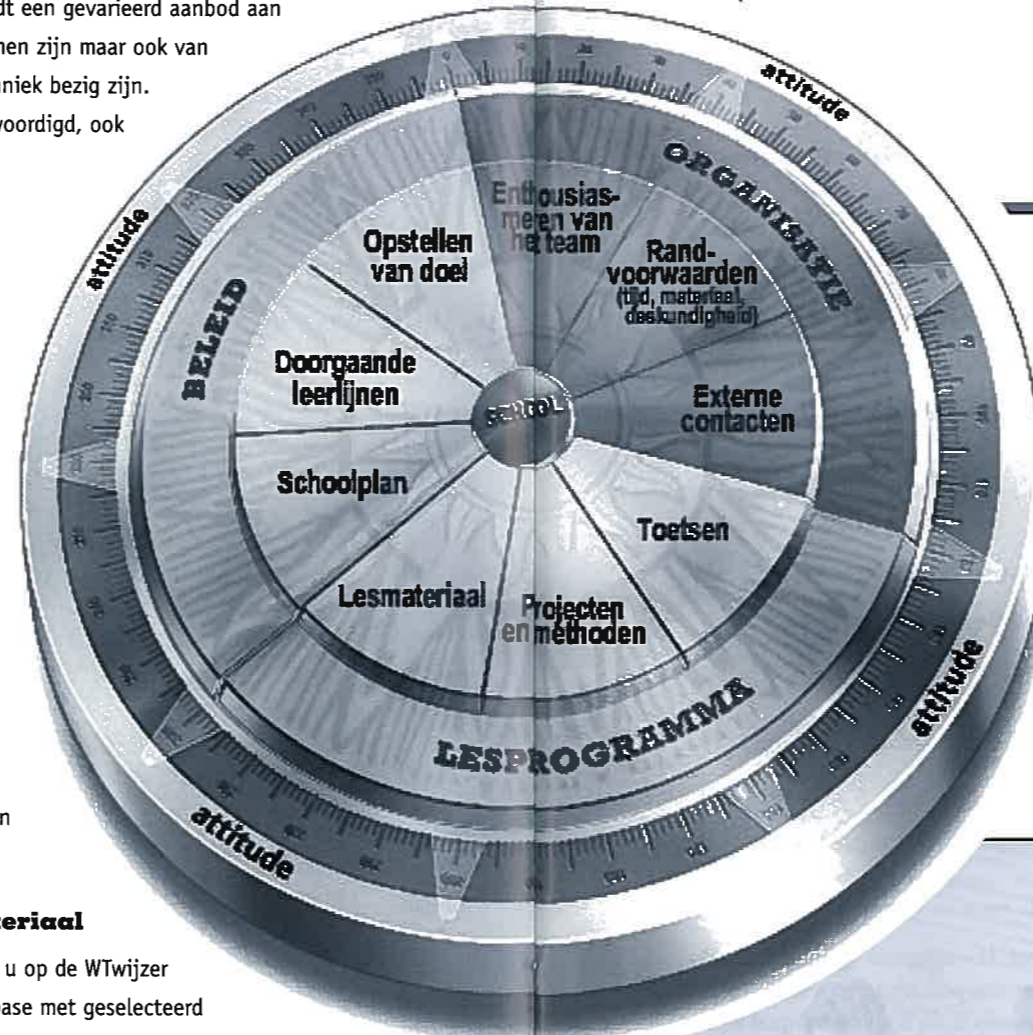 dt een gevarieerd aanbod aan
nen zijn maar ook van
niek bezig zijn.
voordigd, ook
attitude
ORGANISATIE
Enthousias-
meren van
het team
Opstellen
van doel
Rand-
voorwaarden
(tijd, materiaal,
deskundigheid)
attitude
BELEID
Doorgaande
leerlijnen
SCHOOL
Externe
contacten
Schoolplan
Toetsen
Lesmateriaal
Projecten
en methoden
attitude
LESPROGRAMMA
attitude
n
teriaal
u op de WTwijzer
base met geselecteerd